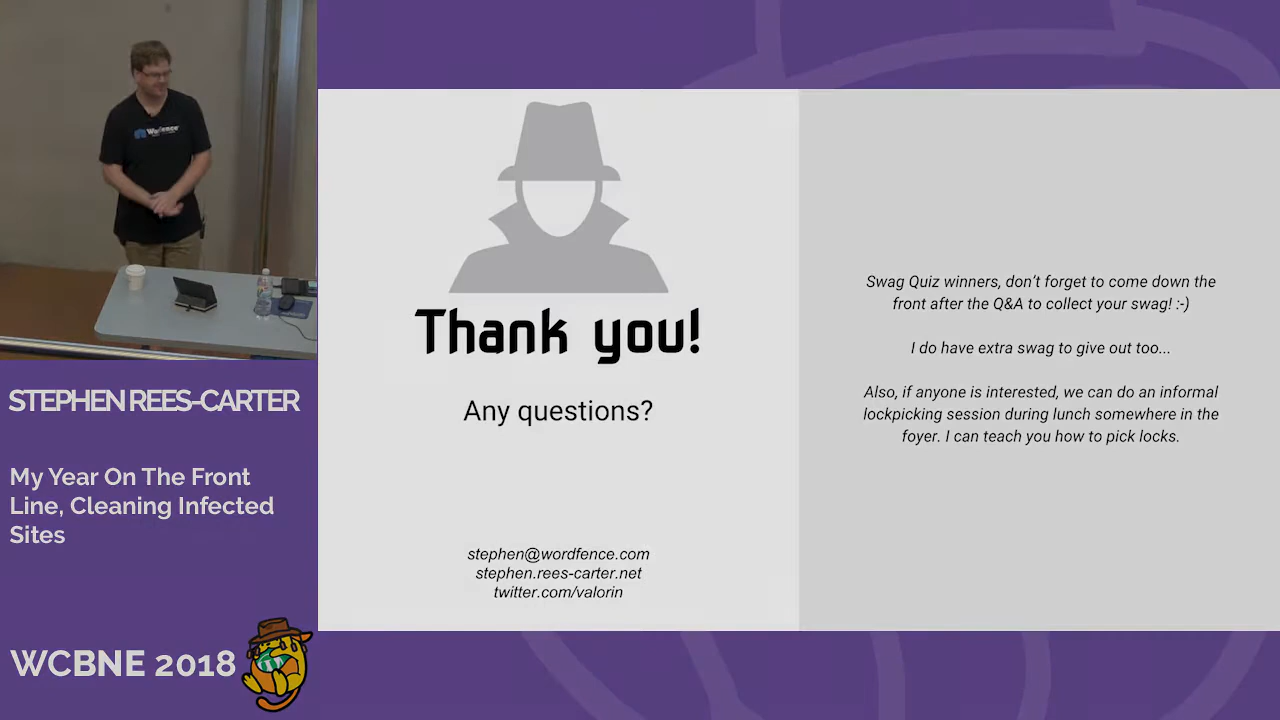 Wordfence
STEPHEN REES-CARTER
My Year On The Front
Line, Cleaning Infected
Sites
WCBNE 2018
Thank you!
Any questions?
stephen@wordfence.com
stephen.rees-carter.net
twitter.com/valorin
Swag Quiz winners, don't forget to come down the
front after the Q&A to collect your swag! :-)
I do have extra swag to give out too...
Also, if anyone is interested, we can do an informal
lockpicking session during lunch somewhere in the
foyer. I can teach you how to pick locks.